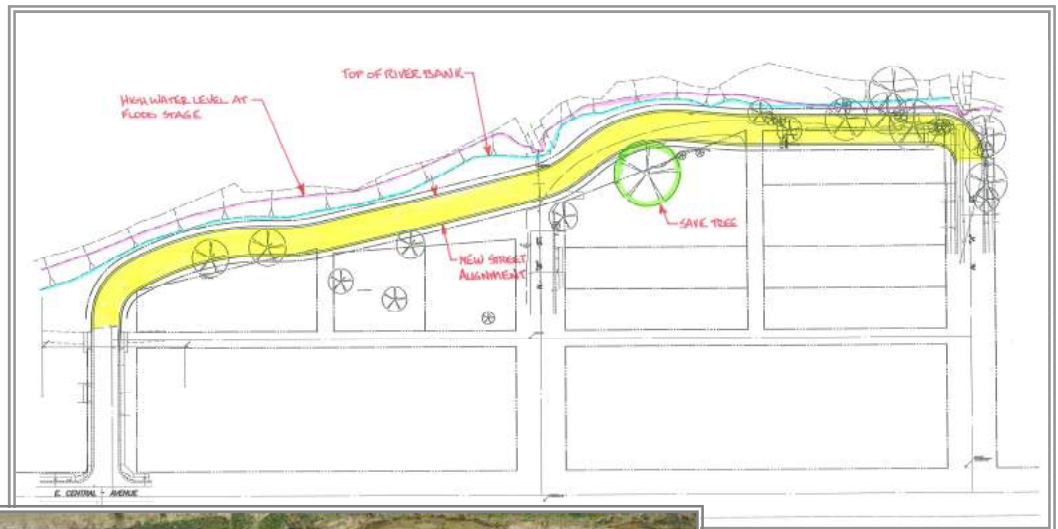 TOP OF RIVER BANK
HIGH WATER LEVEL AT
FLOOD STAGE
SAVE TREE
NEW STREET
ALIGNMENT
E. CENTRAL - AVENUE